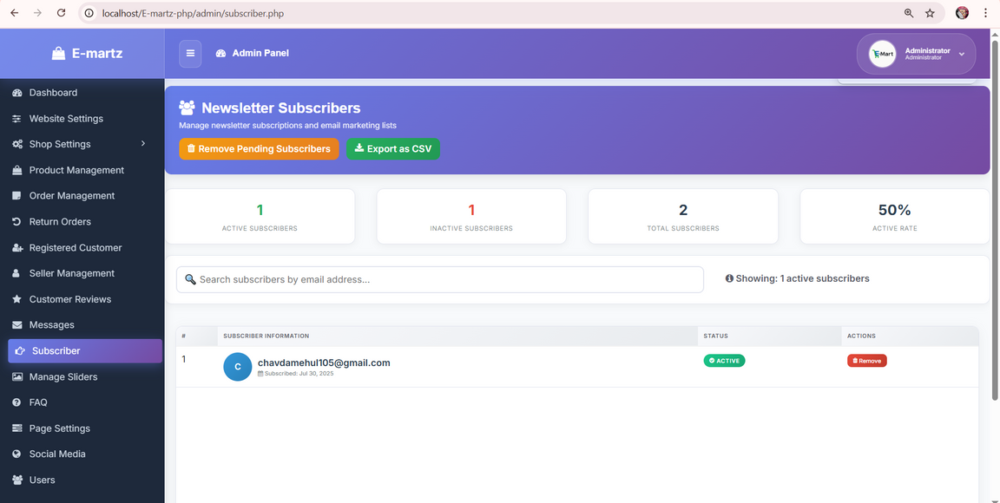 localhost/E-martz-php/admin/subscriber.php
E-martz
Admin Panel
E-Mart
Administrator
Administrator
Dashboard
Website Settings
Shop Settings
Product Management
Order Management
Return Orders
Registered Customer
Seller Management
Customer Reviews
Messages
Subscriber
Manage Sliders
FAQ
Page Settings
Social Media
Users
Newsletter Subscribers
Manage newsletter subscriptions and email marketing lists
Remove Pending Subscribers
Export as CSV
1
ACTIVE SUBSCRIBERS
1
INACTIVE SUBSCRIBERS
2
TOTAL SUBSCRIBERS
50%
ACTIVE RATE
Search subscribers by email address...
Showing: 1 active subscribers
# SUBSCRIBER INFORMATION STATUS ACTIONS
1 C chavdamehul105@gmail.com ACTIVE Remove
Subscribed: Jul 30, 2025